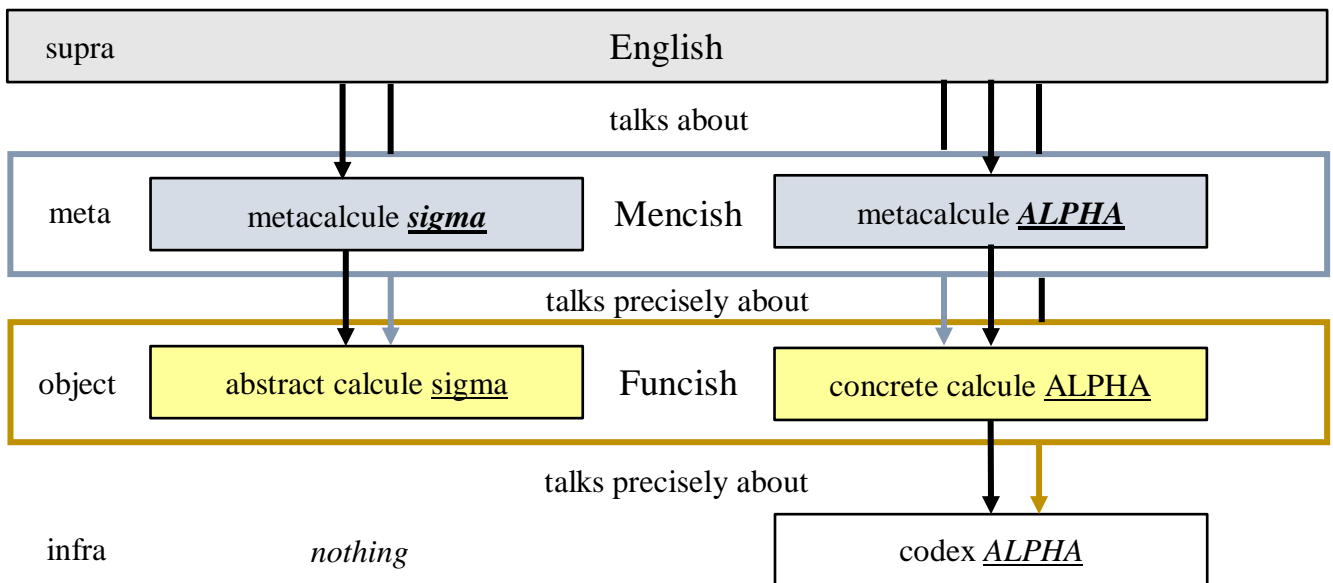 supra English
talks about
meta metacalcule sigma Mencish metacalcule ALPHA
talks precisely about
object abstract calcule sigma Funcish concrete calcule ALPHA
talks precisely about
infra nothing codex ALPHA